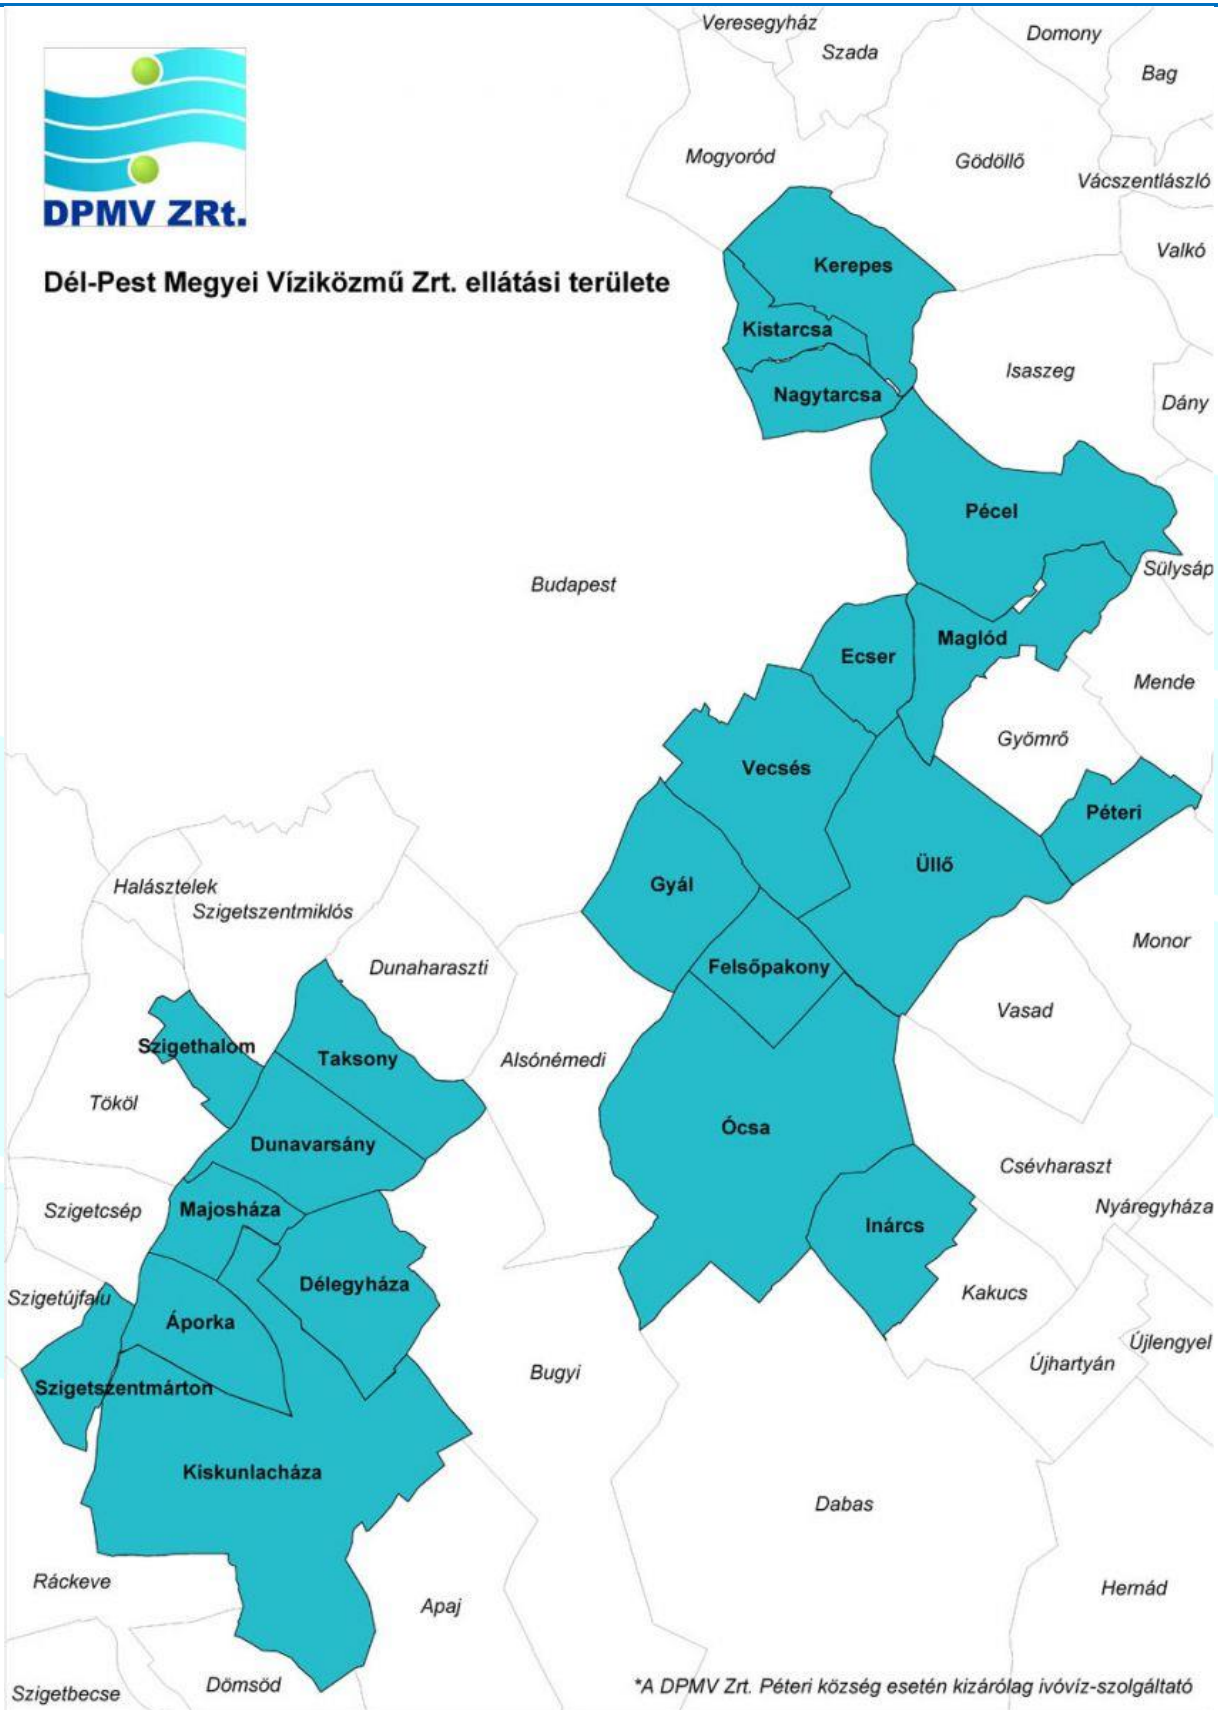 Veresegyház
Szada
Domony
Bag
DPMV ZRt.
Mogyoród
Gödöllő
Vácszentlászló
Valkó
Dél-Pest Megyei Víziközmű Zrt. ellátási területe
Kerepes
Kistarcsa
Isaszeg
Nagytarcsa
Dány
Pécel
Budapest
Sülysáp
Maglód
Ecser
Mende
Gyömrő
Vecsés
Péteri
Üllő
Gyál
Halásztelek
Szigetszentmiklós
Monor
Dunaharaszti
Felsőpakony
Vasad
Szigethalom
Taksony
Alsónémedi
Tököl
Ócsa
Dunavarsány
Csévharaszt
Nyáregyháza
Szigetcsép
Majosháza
Inárcs
Délegyháza
Kakucs
Szigetújfalu
Áporka
Újlengyel
Újhartyán
Bugyi
Szigetszentmárton
Kiskunlacháza
Dabas
Ráckeve
Hernád
Apaj
Dömsöd
Szigetbecse
*A DPMV Zrt. Péteri község esetén kizárólag ivóvíz-szolgáltató